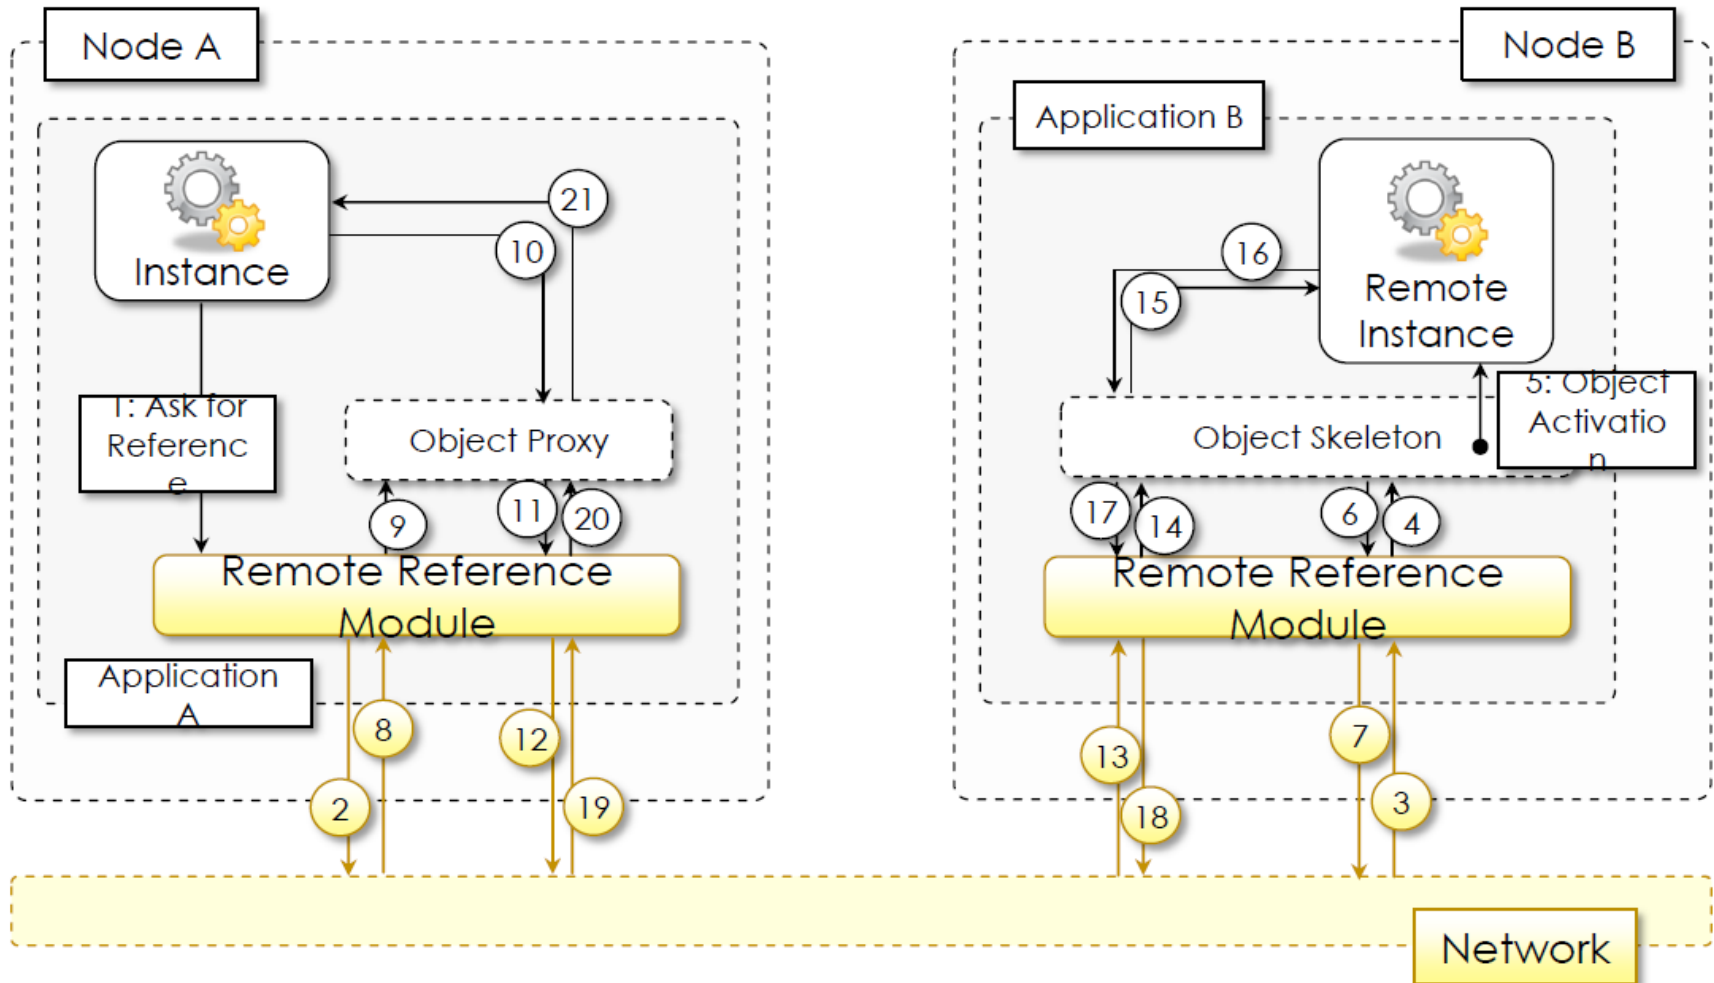 Node A
Node B
Application B
21
10
16
15
Instance
Remote
Instance
1: Ask for
Referenc
e
Object Proxy
Object Skeleton
5: Object
Activatio
n
9
11
20
17
14
6
4
Remote Reference
Module
Remote Reference
Module
Application
A
8
12
2
19
13
18
7
3
Network